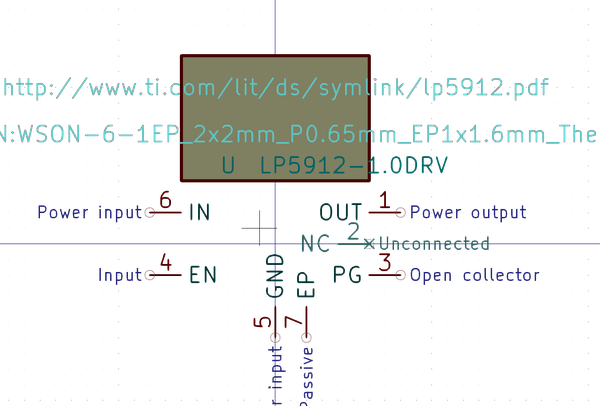 http://www.ti.com/lit/ds/symlink/lp5912.pdf
N:WSON-6-1EP_2x2mm_P0.65mm_EP1x1.6mm_The
U LP5912-1.0DRV
Power input 6 IN OUT 1 Power output
NC 2 Unconnected
Input 4 EN PG 3 Open collector
GND EP
5 7
r input Passive